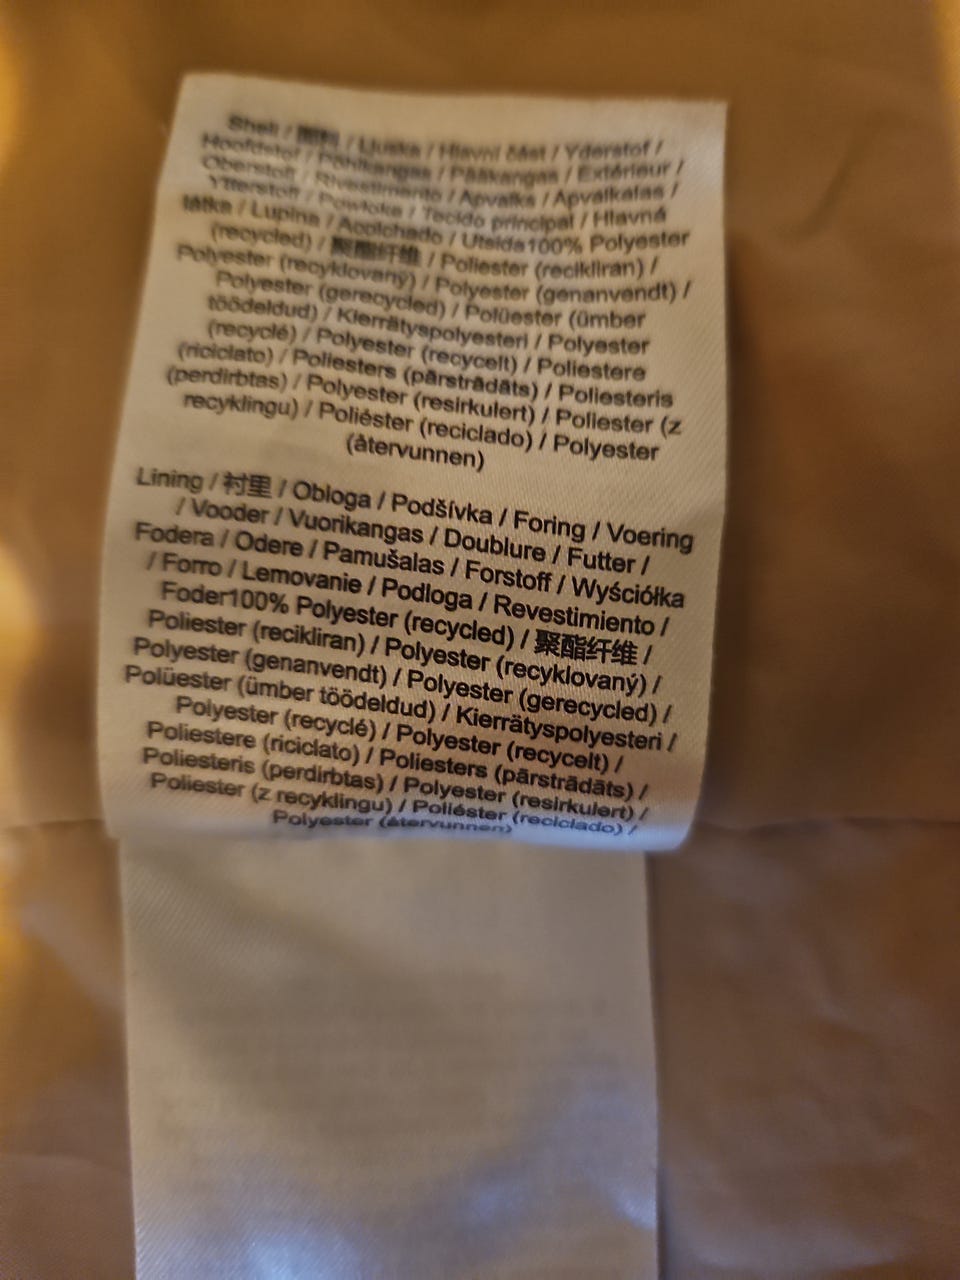 Shell / 面料 / Ljuska / Hlavní část / Yderstof /
Hoofdstof / Põhikangas / Pääkangas / Extérieur /
Oberstoff / Rivestimento / Apvalks / Apvalkalas /
Ytterstoff / Powłoka / Tecido principal / Hlavná
látka / Lupina / Acolchado / Utsida100% Polyester
(recycled) / 聚酯纤维 / Poliester (recikliran) /
Polyester (recyklovaný) / Polyester (genanvendt) /
Polyester (gerecycled) / Polüester (ümber
töödeldud) / Kierrätyspolyesteri / Polyester
(recyclé) / Polyester (recycelt) / Poliestere
(riciclato) / Poliesters (pārstrādāts) / Poliesteris
(perdirbtas) / Polyester (resirkulert) / Poliester (z
recyklingu) / Poliéster (reciclado) / Polyester
(återvunnen)
Lining / 衬里 / Obloga / Podšívka / Foring / Voering
/ Vooder / Vuorikangas / Doublure / Futter /
Fodera / Odere / Pamušalas / Forstoff / Wyściółka
/ Forro / Lemovanie / Podloga / Revestimiento /
Foder100% Polyester (recycled) / 聚酯纤维 /
Poliester (recikliran) / Polyester (recyklovaný) /
Polyester (genanvendt) / Polyester (gerecycled) /
Polüester (ümber töödeldud) / Kierrätyspolyesteri /
Polyester (recyclé) / Polyester (recycelt) /
Poliestere (riciclato) / Poliesters (pārstrādāts) /
Poliesteris (perdirbtas) / Polyester (resirkulert) /
Poliester (z recyklingu) / Poliéster (reciclado) /
Polyester (återvunnen)